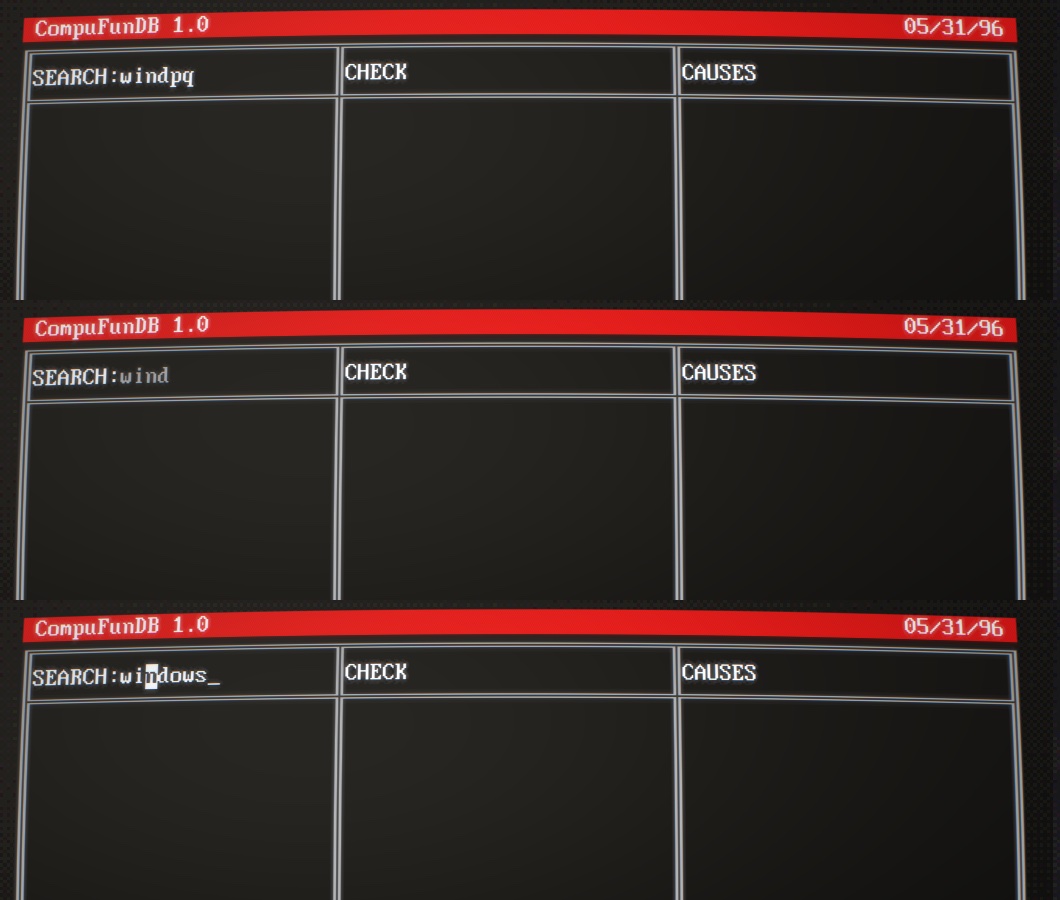 CompuFunDB 1.0 05/31/96
SEARCH:windpq CHECK CAUSES
CompuFunDB 1.0 05/31/96
SEARCH:wind CHECK CAUSES
CompuFunDB 1.0 05/31/96
SEARCH:windows_ CHECK CAUSES